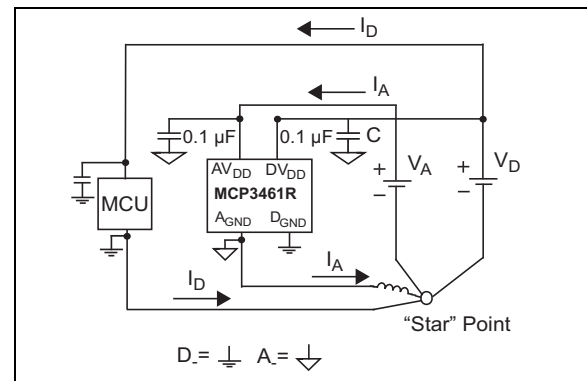 I_D
I_A
0.1 µF
0.1 µF
C
AV_DD DV_DD
MCP3461R
A_GND D_GND
V_A
V_D
+
−
+
−
MCU
I_D
I_A
"Star" Point
D_-= A_-=